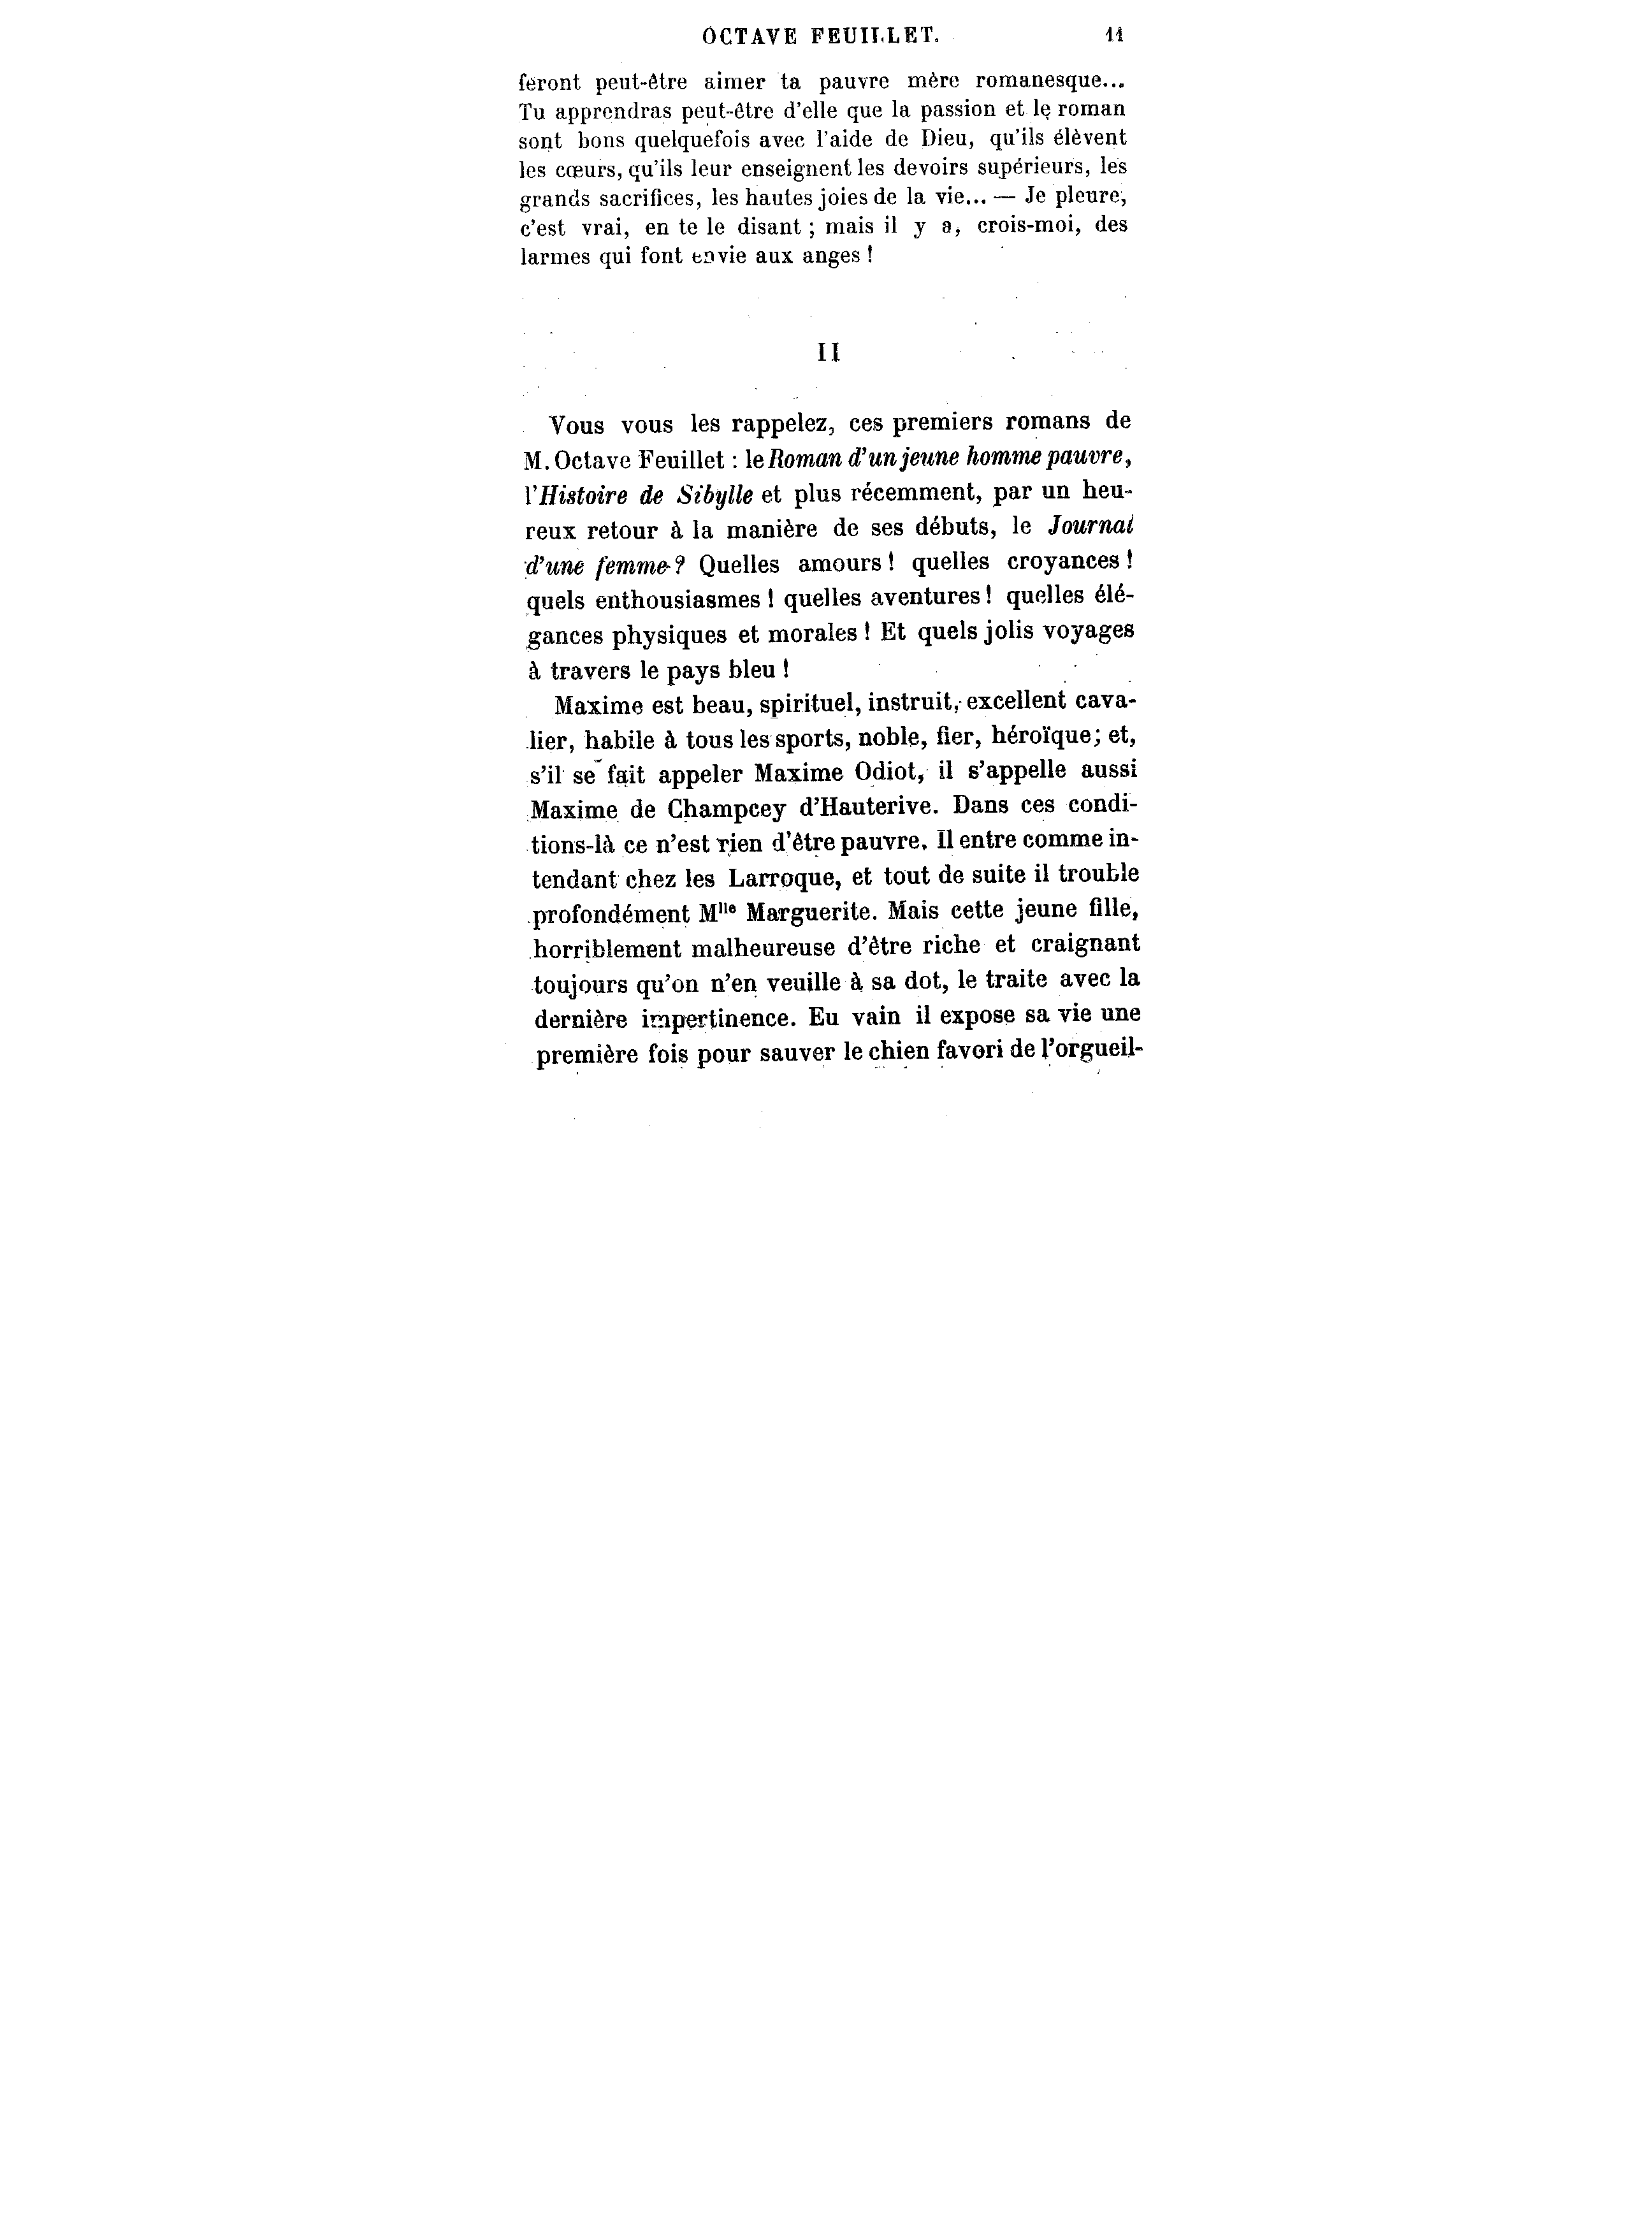 OCTAVE FEUILLET. 11
feront peut-être aimer ta pauvre mère romanesque...
Tu apprendras peut-être d'elle que la passion et le roman
sont bons quelquefois avec l'aide de Dieu, qu'ils élèvent
les cœurs, qu'ils leur enseignent les devoirs supérieurs, les
grands sacrifices, les hautes joies de la vie... — Je pleure,
c'est vrai, en te le disant ; mais il y a, crois-moi, des
larmes qui font envie aux anges !
II
Vous vous les rappelez, ces premiers romans de
M. Octave Feuillet : le Roman d'un jeune homme pauvre,
l'Histoire de Sibylle et plus récemment, par un heu-
reux retour à la manière de ses débuts, le Journal
d'une femme ? Quelles amours ! quelles croyances !
quels enthousiasmes ! quelles aventures ! quelles élé-
gances physiques et morales ! Et quels jolis voyages
à travers le pays bleu !
Maxime est beau, spirituel, instruit, excellent cava-
lier, habile à tous les sports, noble, fier, héroïque; et,
s'il se fait appeler Maxime Odiot, il s'appelle aussi
Maxime de Champcey d'Hauterive. Dans ces condi-
tions-là ce n'est rien d'être pauvre. Il entre comme in-
tendant chez les Larroque, et tout de suite il trouble
profondément Mlle Marguerite. Mais cette jeune fille,
horriblement malheureuse d'être riche et craignant
toujours qu'on n'en veuille à sa dot, le traite avec la
dernière impertinence. Eu vain il expose sa vie une
première fois pour sauver le chien favori de l'orgueil-